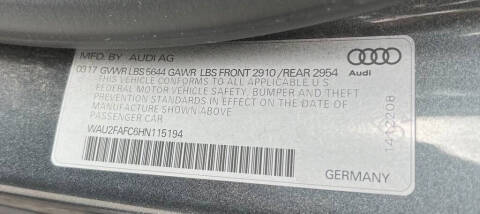 MFD. BY AUDI AG
0317 GVWR LBS 5644 GAWR LBS FRONT 2910 / REAR 2954
THIS VEHICLE CONFORMS TO ALL APPLICABLE U S
FEDERAL MOTOR VEHICLE SAFETY, BUMPER AND THEFT
PREVENTION STANDARDS IN EFFECT ON THE DATE OF
MANUFACTURE SHOWN ABOVE
PASSENGER CAR
WAU2FAFC6HN115194
Audi
GERMANY